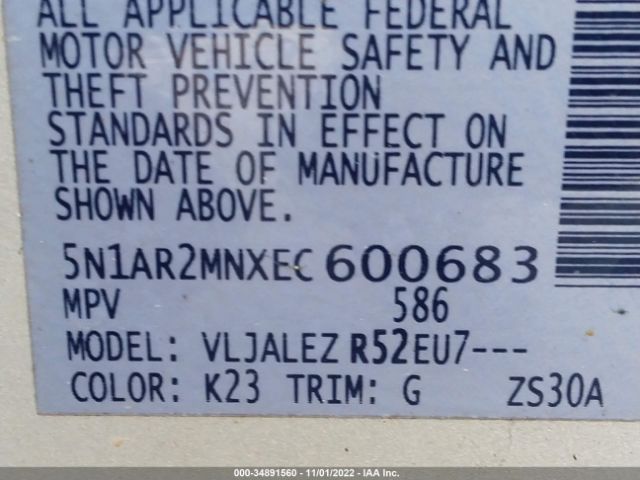 ALL APPLICABLE FEDERAL
MOTOR VEHICLE SAFETY AND
THEFT PREVENTION
STANDARDS IN EFFECT ON
THE DATE OF MANUFACTURE
SHOWN ABOVE.
5N1AR2MNXEC600683
MPV 586
MODEL: VLJALEZ R52EU7---
COLOR: K23 TRIM: G ZS30A
000-34891560 - 11/01/2022 - IAA Inc.